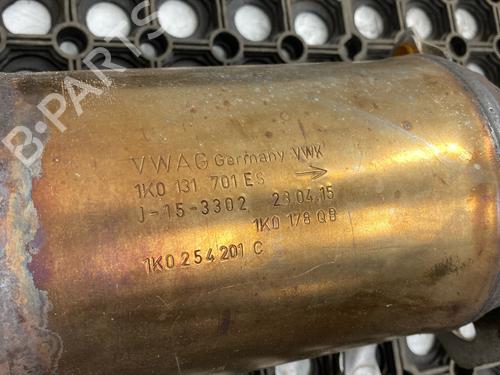 VWAG Germany VWK
1K0 131 701 ES
J-15-3302 23.04.15
1K0 178 QB
1K0 254 201 C
B-PARTS